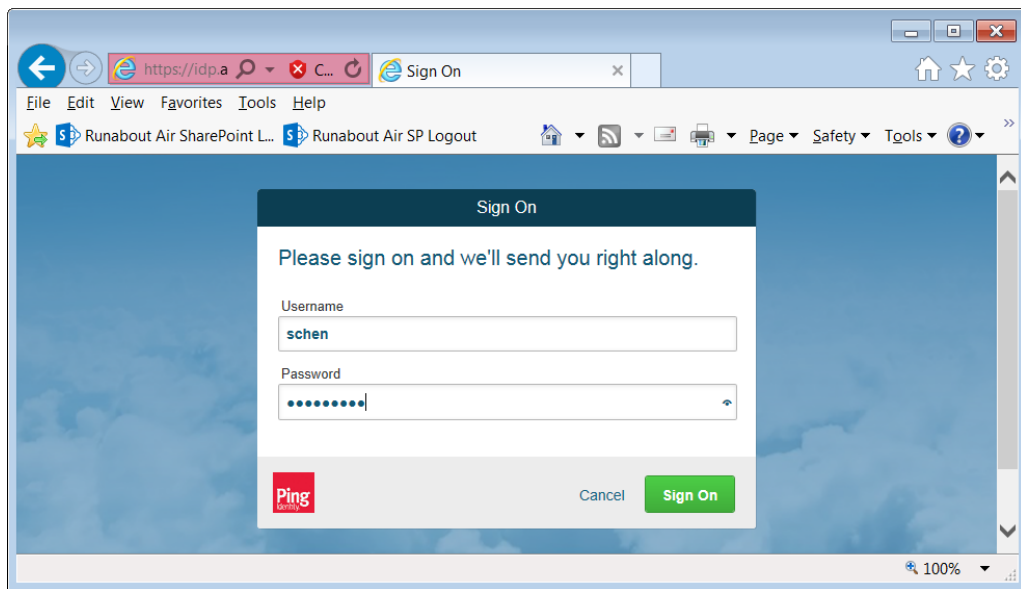 https://idp.a C... Sign On
File Edit View Favorites Tools Help
Runabout Air SharePoint L... Runabout Air SP Logout Page Safety Tools
Sign On
Please sign on and we'll send you right along.
Username
schen
Password
•••••••••
Ping
Identity
Cancel Sign On
100%